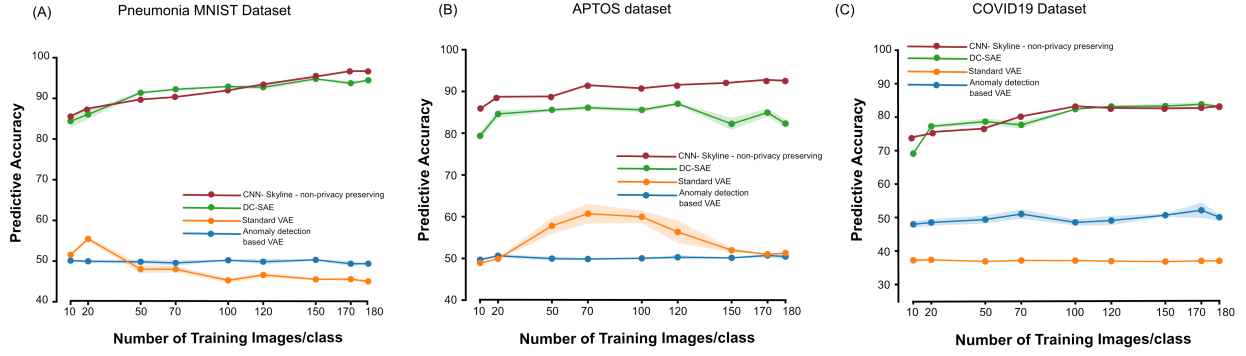 (A)
Pneumonia MNIST Dataset
100
90
80
70
60
50
40
Predictive Accuracy
CNN- Skyline - non-privacy preserving
DC-SAE
Standard VAE
Anomaly detection
based VAE
10 20 50 70 100 120 150 170 180
Number of Training Images/class
(B)
APTOS dataset
100
90
80
70
60
50
40
Predictive Accuracy
CNN- Skyline - non-privacy preserving
DC-SAE
Standard VAE
Anomaly detection
based VAE
10 20 50 70 100 120 150 170 180
Number of Training Images/class
(C)
COVID19 Dataset
100
90
80
70
60
50
40
30
Predictive Accuracy
CNN- Skyline - non-privacy preserving
DC-SAE
Standard VAE
Anomaly detection
based VAE
10 20 50 70 100 120 150 170 180
Number of Training Images/class